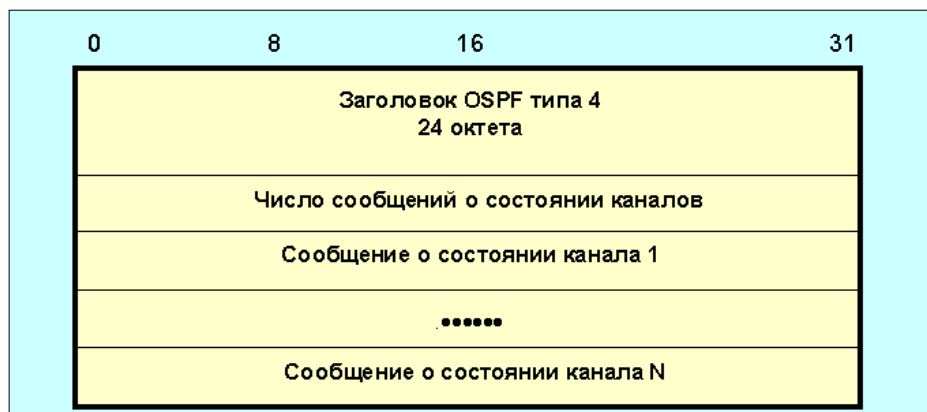 0 8 16 31
Заголовок OSPF типа 4
24 октета
Число сообщений о состоянии каналов
Сообщение о состоянии канала 1
.●●●●●●
Сообщение о состоянии канала N